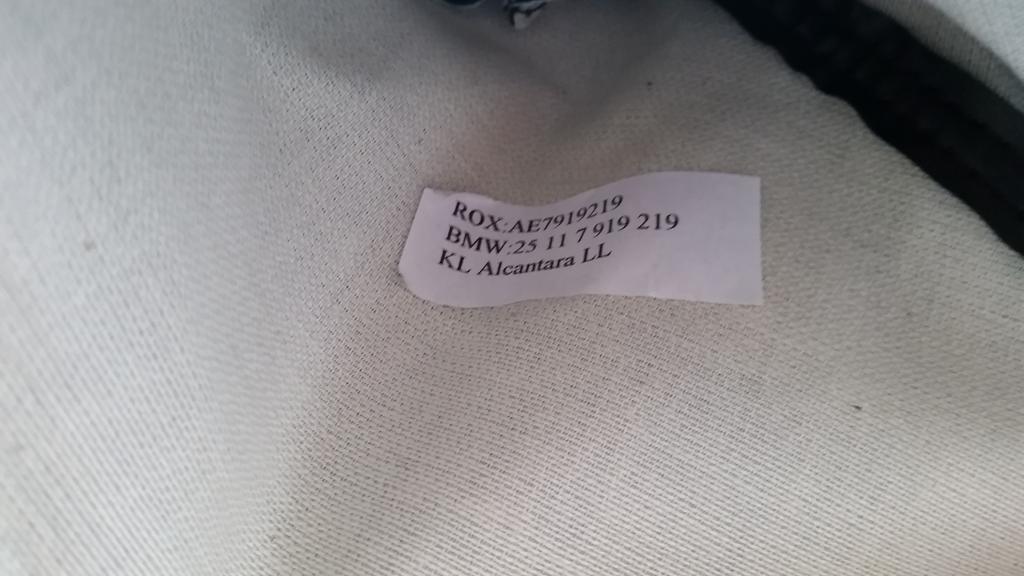 ROX:AE7919219
BMW:25 11 7 919 219
KL Alcantara LL